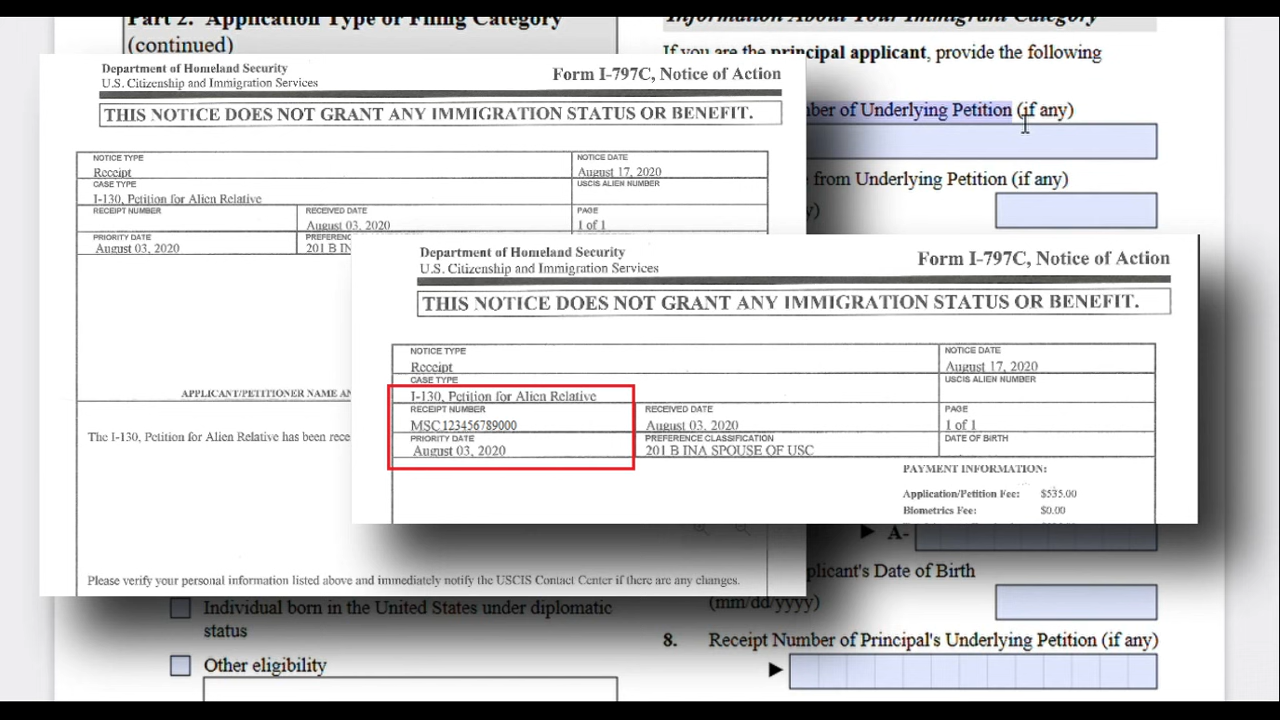 Part 2. Application Type or Filing Category
(continued)
Information About Your Immigrant Category
If you are the principal applicant, provide the following
Department of Homeland Security
U.S. Citizenship and Immigration Services
Form I-797C, Notice of Action
THIS NOTICE DOES NOT GRANT ANY IMMIGRATION STATUS OR BENEFIT.
NOTICE TYPE
Receipt
NOTICE DATE
August 17, 2020
CASE TYPE
I-130, Petition for Alien Relative
USCIS ALIEN NUMBER
RECEIPT NUMBER
RECEIVED DATE
August 03, 2020
PAGE
1 of 1
PRIORITY DATE
August 03, 2020
201 B IN
APPLICANT/PETITIONER NAME AN
The I-130, Petition for Alien Relative has been rece
Please verify your personal information listed above and immediately notify the USCIS Contact Center if there are any changes.
of Underlying Petition (if any)
from Underlying Petition (if any)
Department of Homeland Security
U.S. Citizenship and Immigration Services
Form I-797C, Notice of Action
THIS NOTICE DOES NOT GRANT ANY IMMIGRATION STATUS OR BENEFIT.
NOTICE TYPE
Receipt
NOTICE DATE
August 17, 2020
CASE TYPE
I-130, Petition for Alien Relative
USCIS ALIEN NUMBER
RECEIPT NUMBER
MSC123456789000
RECEIVED DATE
August 03, 2020
PAGE
1 of 1
PRIORITY DATE
August 03, 2020
PREFERENCE CLASSIFICATION
201 B INA SPOUSE OF USC
DATE OF BIRTH
PAYMENT INFORMATION:
Application/Petition Fee: $535.00
Biometrics Fee: $0.00
A-
Date of Birth
(mm/dd/yyyy)
8. Receipt Number of Principal's Underlying Petition (if any)
Individual born in the United States under diplomatic
status
Other eligibility